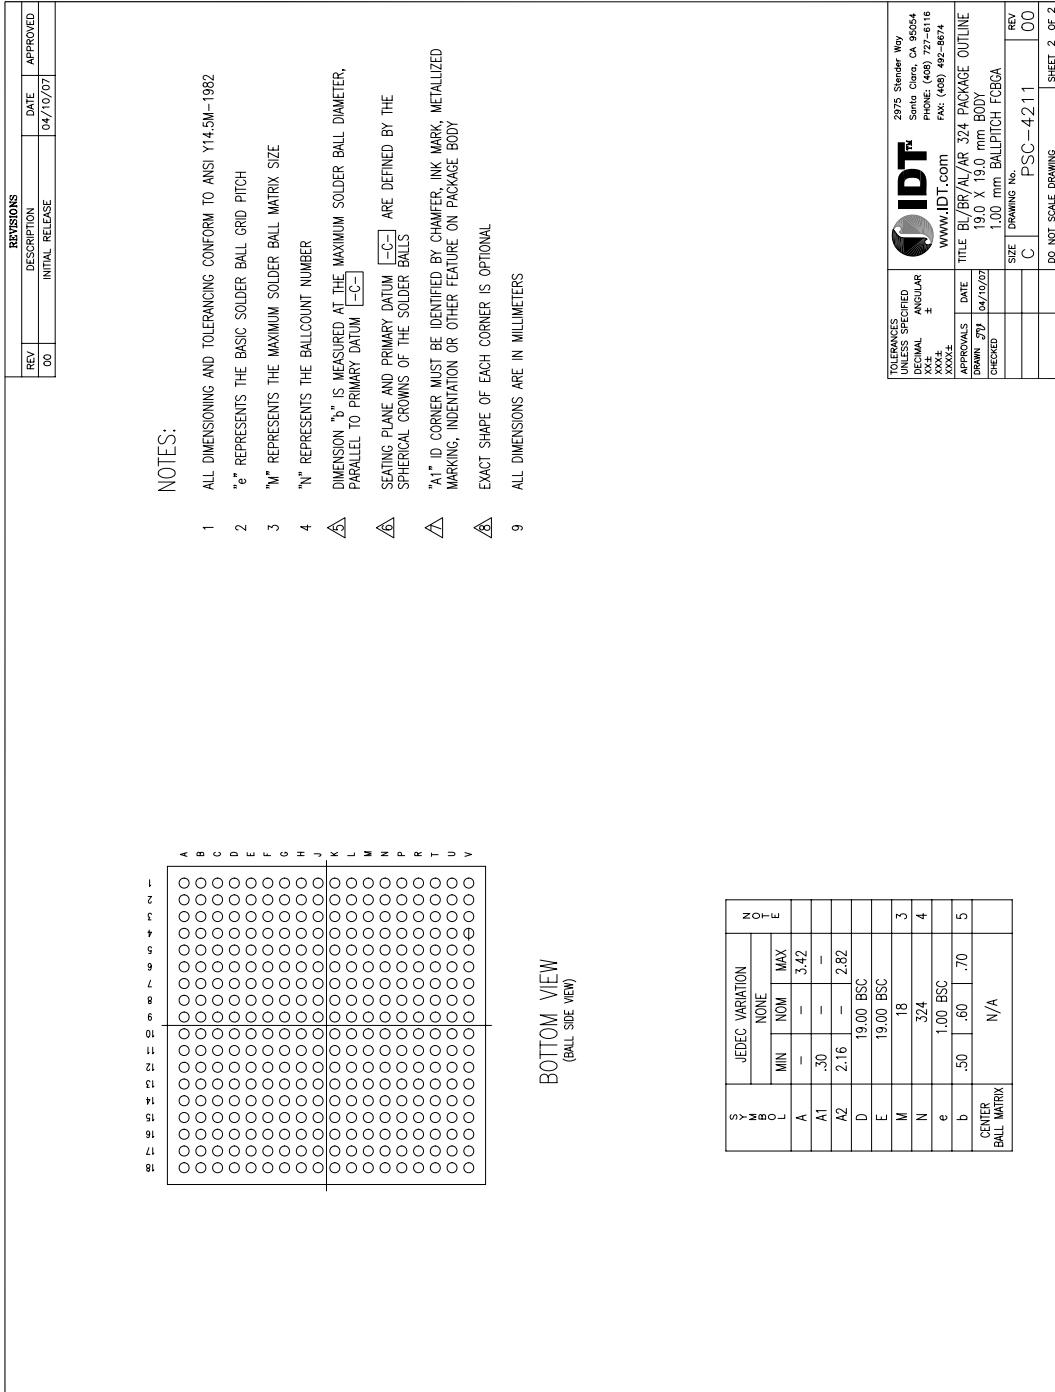 REVISIONS
REV DESCRIPTION DATE APPROVED
00 INITIAL RELEASE 04/10/07
NOTES:
1 ALL DIMENSIONING AND TOLERANCING CONFORM TO ANSI Y14.5M-1982
2 "e" REPRESENTS THE BASIC SOLDER BALL GRID PITCH
3 "M" REPRESENTS THE MAXIMUM SOLDER BALL MATRIX SIZE
4 "N" REPRESENTS THE BALLCOUNT NUMBER
5 DIMENSION "b" IS MEASURED AT THE MAXIMUM SOLDER BALL DIAMETER,
PARALLEL TO PRIMARY DATUM -C-
6 SEATING PLANE AND PRIMARY DATUM -C- ARE DEFINED BY THE
SPHERICAL CROWNS OF THE SOLDER BALLS
7 "A1" ID CORNER MUST BE IDENTIFIED BY CHAMFER, INK MARK, METALLIZED
MARKING, INDENTATION OR OTHER FEATURE ON PACKAGE BODY
8 EXACT SHAPE OF EACH CORNER IS OPTIONAL
9 ALL DIMENSIONS ARE IN MILLIMETERS
18 17 16 15 14 13 12 11 10 9 8 7 6 5 4 3 2 1
A
B
C
D
E
F
G
H
J
K
L
M
N
P
R
T
U
V
BOTTOM VIEW
(BALL SIDE VIEW)
SYMBOL JEDEC VARIATION NOTE
NONE
MIN NOM MAX
A - - 3.42
A1 .30 - -
A2 2.16 - 2.82
D 19.00 BSC
E 19.00 BSC
M 18 3
N 324 4
e 1.00 BSC
b .50 .60 .70 5
CENTER
BALL MATRIX N/A
TOLERANCES
UNLESS SPECIFIED
DECIMAL ANGULAR
XX± ±
XXX±
XXXX±
APPROVALS DATE
DRAWN 04/10/07
CHECKED
IDT™
www.IDT.com
2975 Stender Way
Santa Clara, CA 95054
PHONE: (408) 727-6116
FAX: (408) 492-8674
TITLE BL/BR/AL/AR 324 PACKAGE OUTLINE
19.0 X 19.0 mm BODY
1.00 mm BALLPITCH FCBGA
SIZE DRAWING No. REV
C PSC-4211 00
DO NOT SCALE DRAWING SHEET 2 OF 2